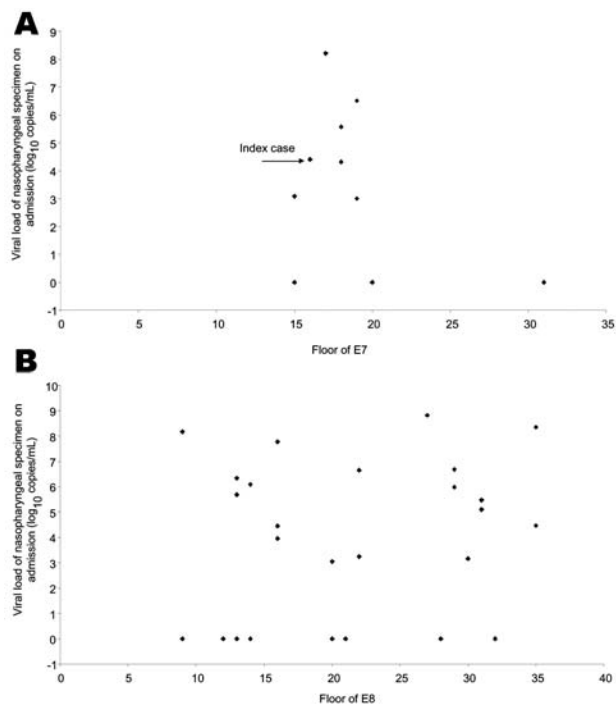 A
Viral load of nasopharyngeal specimen on
admission (log10 copies/mL)
9
8
7
6
5
4
3
2
1
0
-1
Index case
0 5 10 15 20 25 30 35
Floor of E7
B
Viral load of nasopharyngeal specimen on
admission (log10 copies/mL)
10
9
8
7
6
5
4
3
2
1
0
-1
0 5 10 15 20 25 30 35 40
Floor of E8